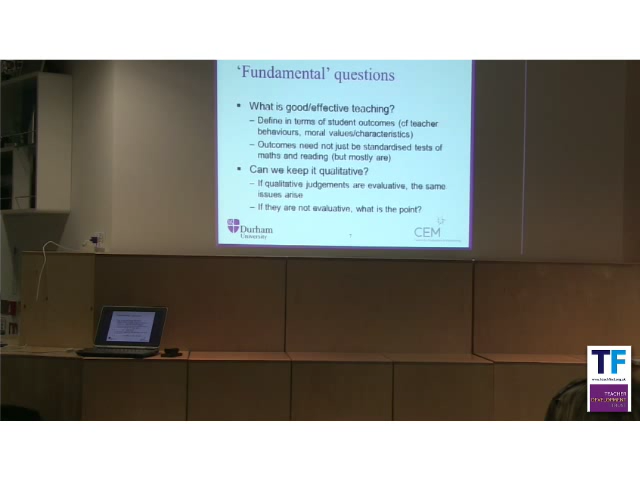 ‘Fundamental’ questions
• What is good/effective teaching?
– Define in terms of student outcomes (cf teacher
behaviours, moral values/characteristics)
– Outcomes need not just be standardised tests of
maths and reading (but mostly are)
• Can we keep it qualitative?
– If qualitative judgements are evaluative, the same
issues arise
– If they are not evaluative, what is the point?
Durham
University
7
CEM
TF
TEACHER
DEVELOPMENT